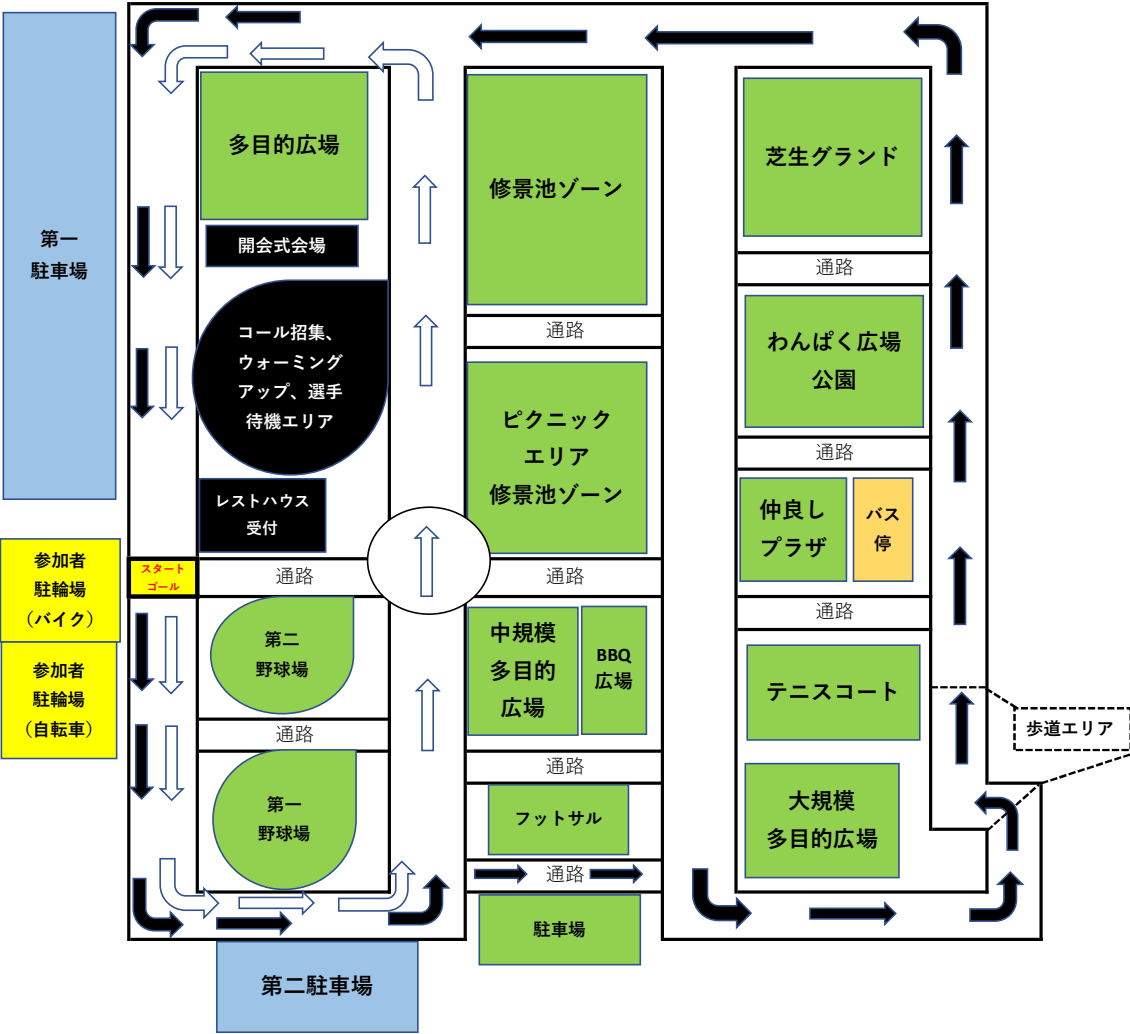 第一
駐車場
多目的広場
開会式会場
コール招集、
ウォーミング
アップ、選手
待機エリア
レストハウス
受付
参加者
駐輪場
（バイク）
参加者
駐輪場
（自転車）
スタート
ゴール
通路
第二
野球場
通路
第一
野球場
第二駐車場
修景池ゾーン
通路
ピクニック
エリア
修景池ゾーン
通路
中規模
多目的
広場
BBQ
広場
通路
フットサル
通路
駐車場
芝生グランド
通路
わんぱく広場
公園
通路
仲良し
プラザ
バス
停
通路
テニスコート
大規模
多目的広場
歩道エリア